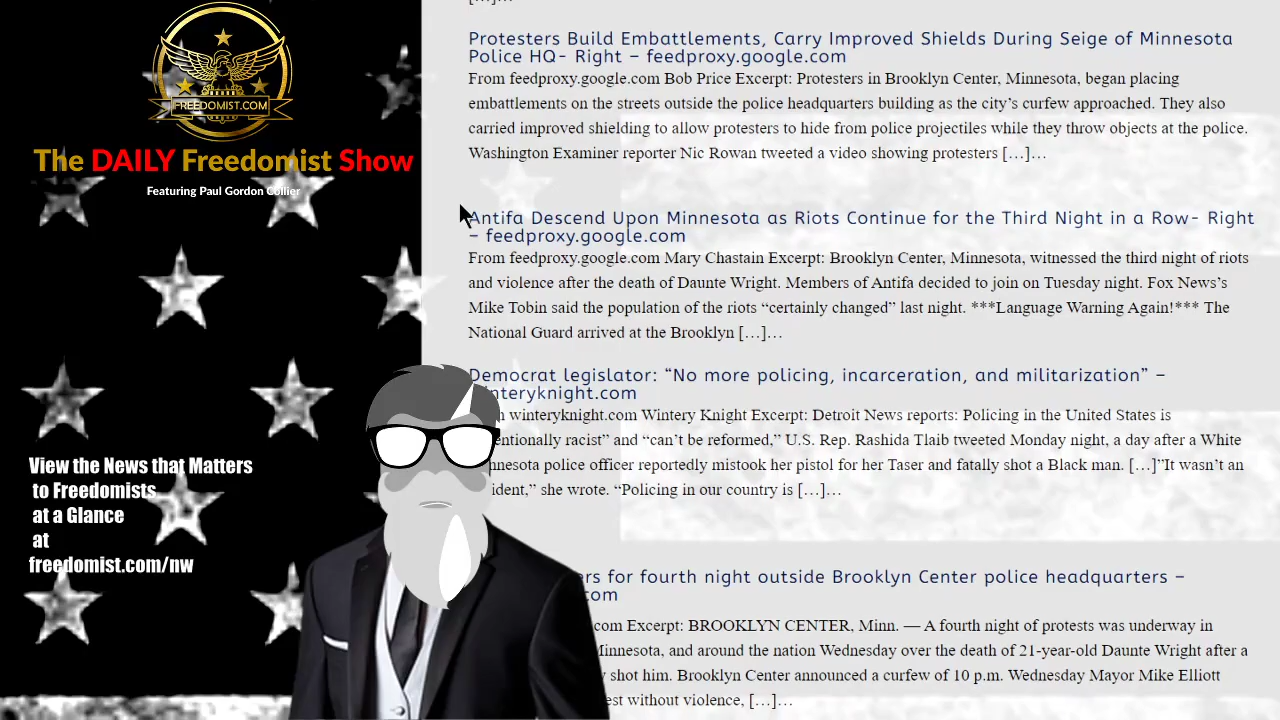 FREEDOMIST.COM
The DAILY Freedomist Show
Featuring Paul Gordon Collier
View the News that Matters
to Freedomists
at a Glance
at
freedomist.com/nw
[…]…
Protesters Build Embattlements, Carry Improved Shields During Seige of Minnesota
Police HQ- Right – feedproxy.google.com
From feedproxy.google.com Bob Price Excerpt: Protesters in Brooklyn Center, Minnesota, began placing
embattlements on the streets outside the police headquarters building as the city’s curfew approached. They also
carried improved shielding to allow protesters to hide from police projectiles while they throw objects at the police.
Washington Examiner reporter Nic Rowan tweeted a video showing protesters […]…
Antifa Descend Upon Minnesota as Riots Continue for the Third Night in a Row- Right
– feedproxy.google.com
From feedproxy.google.com Mary Chastain Excerpt: Brooklyn Center, Minnesota, witnessed the third night of riots
and violence after the death of Daunte Wright. Members of Antifa decided to join on Tuesday night. Fox News’s
Mike Tobin said the population of the riots “certainly changed” last night. ***Language Warning Again!*** The
National Guard arrived at the Brooklyn […]…
Democrat legislator: “No more policing, incarceration, and militarization” –
winteryknight.com
winteryknight.com Wintery Knight Excerpt: Detroit News reports: Policing in the United States is
entionally racist” and “can’t be reformed,” U.S. Rep. Rashida Tlaib tweeted Monday night, a day after a White
nnesota police officer reportedly mistook her pistol for her Taser and fatally shot a Black man. […]”It wasn’t an
ident,” she wrote. “Policing in our country is […]…
ers for fourth night outside Brooklyn Center police headquarters –
com
com Excerpt: BROOKLYN CENTER, Minn. — A fourth night of protests was underway in
Minnesota, and around the nation Wednesday over the death of 21-year-old Daunte Wright after a
shot him. Brooklyn Center announced a curfew of 10 p.m. Wednesday Mayor Mike Elliott
est without violence, […]…